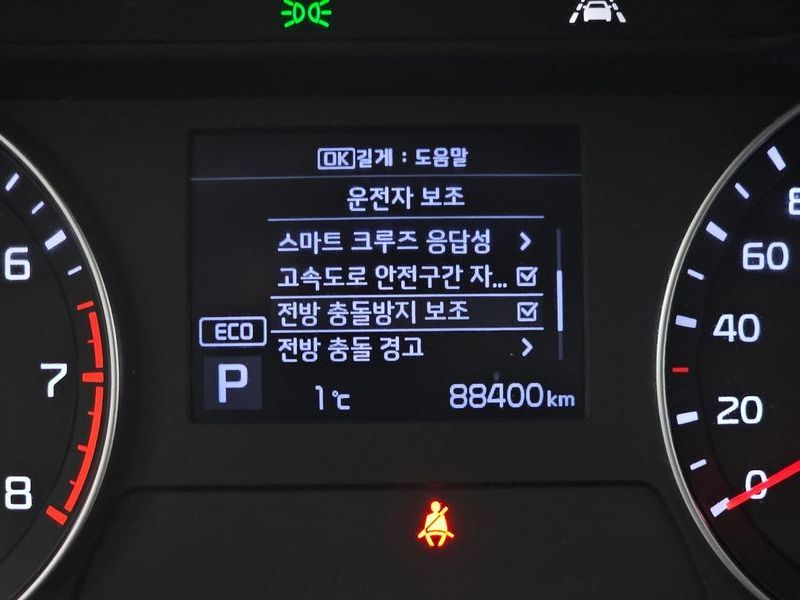 OK길게 : 도움말
운전자 보조
스마트 크루즈 응답성
고속도로 안전구간 자...
전방 충돌방지 보조
ECO
전방 충돌 경고
P
1℃
88400km
6
7
8
60
40
20
0